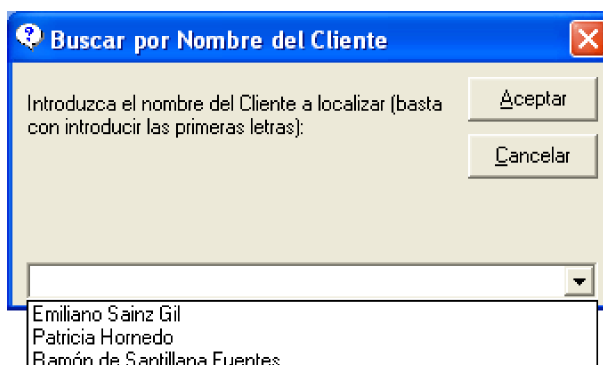 Buscar por Nombre del Cliente
Introduzca el nombre del Cliente a localizar (basta
con introducir las primeras letras):
Aceptar
Cancelar
Emiliano Sainz Gil
Patricia Hornedo
Ramón de Santillana Fuentes